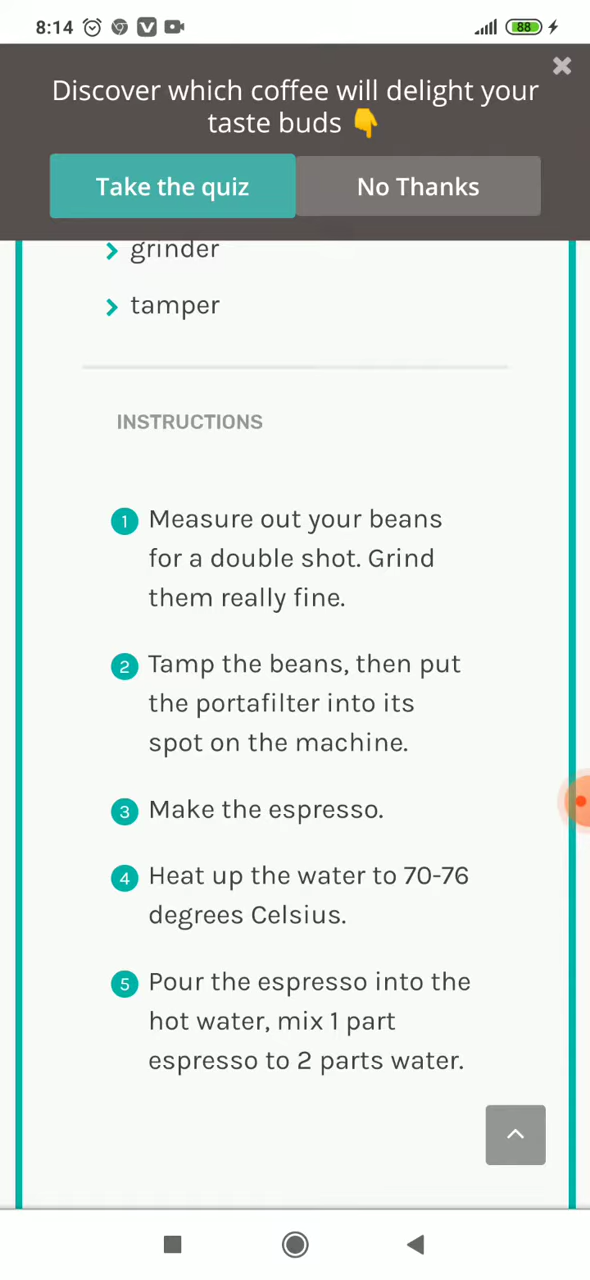 8:14
88
Discover which coffee will delight your
taste buds 👇
Take the quiz
No Thanks
grinder
tamper
INSTRUCTIONS
1 Measure out your beans
for a double shot. Grind
them really fine.
2 Tamp the beans, then put
the portafilter into its
spot on the machine.
3 Make the espresso.
4 Heat up the water to 70-76
degrees Celsius.
5 Pour the espresso into the
hot water, mix 1 part
espresso to 2 parts water.